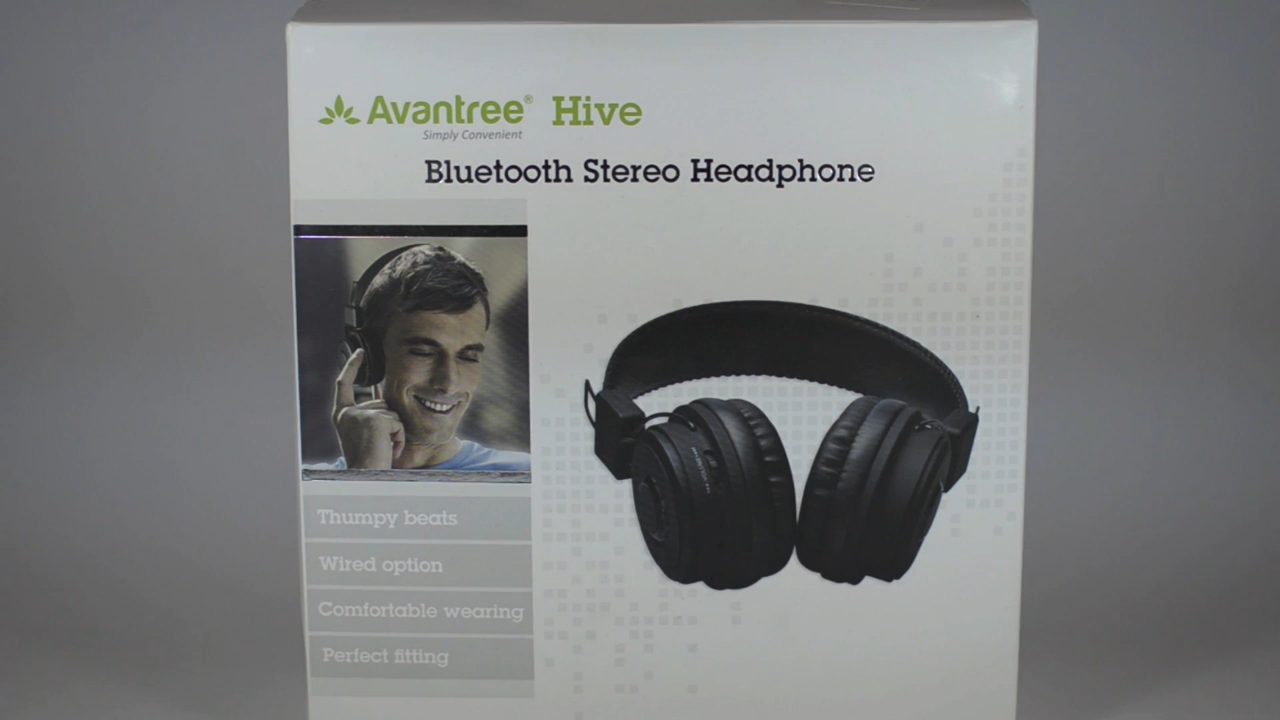 Avantree® Hive
Simply Convenient
Bluetooth Stereo Headphone
Thumpy beats
Wired option
Comfortable wearing
Perfect fitting